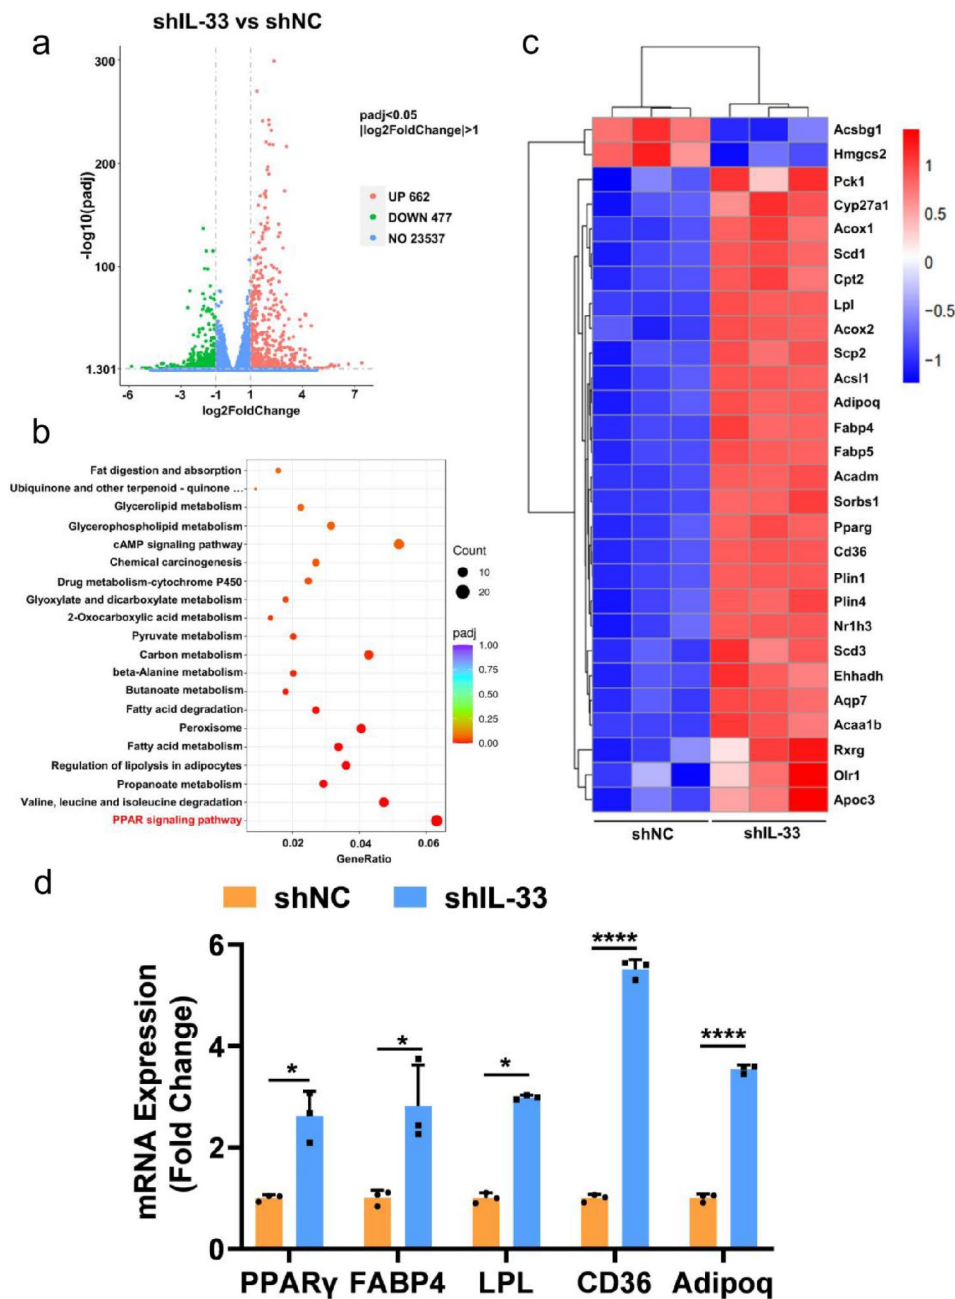 shIL-33 vs shNC
a
300
200
100
1.301
-log10(padj)
-6
-3
-1
1
4
7
log2FoldChange
padj<0.05
|log2FoldChange|>1
UP 662
DOWN 477
NO 23537
b
Fat digestion and absorption
Ubiquinone and other terpenoid - quinone ...
Glycerolipid metabolism
Glycerophospholipid metabolism
cAMP signaling pathway
Chemical carcinogenesis
Drug metabolism-cytochrome P450
Glyoxylate and dicarboxylate metabolism
2-Oxocarboxylic acid metabolism
Pyruvate metabolism
Carbon metabolism
beta-Alanine metabolism
Butanoate metabolism
Fatty acid degradation
Peroxisome
Fatty acid metabolism
Regulation of lipolysis in adipocytes
Propanoate metabolism
Valine, leucine and isoleucine degradation
PPAR signaling pathway
0.02
0.04
0.06
GeneRatio
Count
10
20
padj
1.00
0.75
0.50
0.25
0.00
c
Acsbg1
Hmgcs2
Pck1
Cyp27a1
Acox1
Scd1
Cpt2
Lpl
Acox2
Scp2
Acsl1
Adipoq
Fabp4
Fabp5
Acadm
Sorbs1
Pparg
Cd36
Plin1
Plin4
Nr1h3
Scd3
Ehhadh
Aqp7
Acaa1b
Rxrg
Olr1
Apoc3
shNC
shIL-33
1
0.5
0
−0.5
−1
d
shNC
shIL-33
mRNA Expression
(Fold Change)
6
4
2
0
*
*
*
****
****
PPARγ
FABP4
LPL
CD36
Adipoq